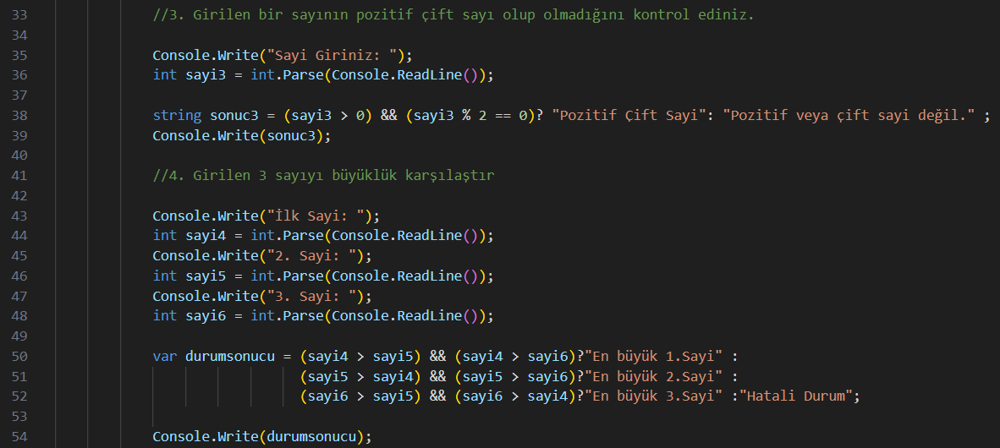 33 //3. Girilen bir sayının pozitif çift sayı olup olmadığını kontrol ediniz.
34
35 Console.Write("Sayi Giriniz: ");
36 int sayi3 = int.Parse(Console.ReadLine());
37
38 string sonuc3 = (sayi3 > 0) && (sayi3 % 2 == 0)? "Pozitif Çift Sayi": "Pozitif veya çift sayi değil." ;
39 Console.Write(sonuc3);
40
41 //4. Girilen 3 sayıyı büyüklük karşılaştır
42
43 Console.Write("İlk Sayi: ");
44 int sayi4 = int.Parse(Console.ReadLine());
45 Console.Write("2. Sayi: ");
46 int sayi5 = int.Parse(Console.ReadLine());
47 Console.Write("3. Sayi: ");
48 int sayi6 = int.Parse(Console.ReadLine());
49
50 var durumsonucu = (sayi4 > sayi5) && (sayi4 > sayi6)?"En büyük 1.Sayi" :
51 (sayi5 > sayi4) && (sayi5 > sayi6)?"En büyük 2.Sayi" :
52 (sayi6 > sayi5) && (sayi6 > sayi4)?"En büyük 3.Sayi" :"Hatali Durum";
53
54 Console.Write(durumsonucu);